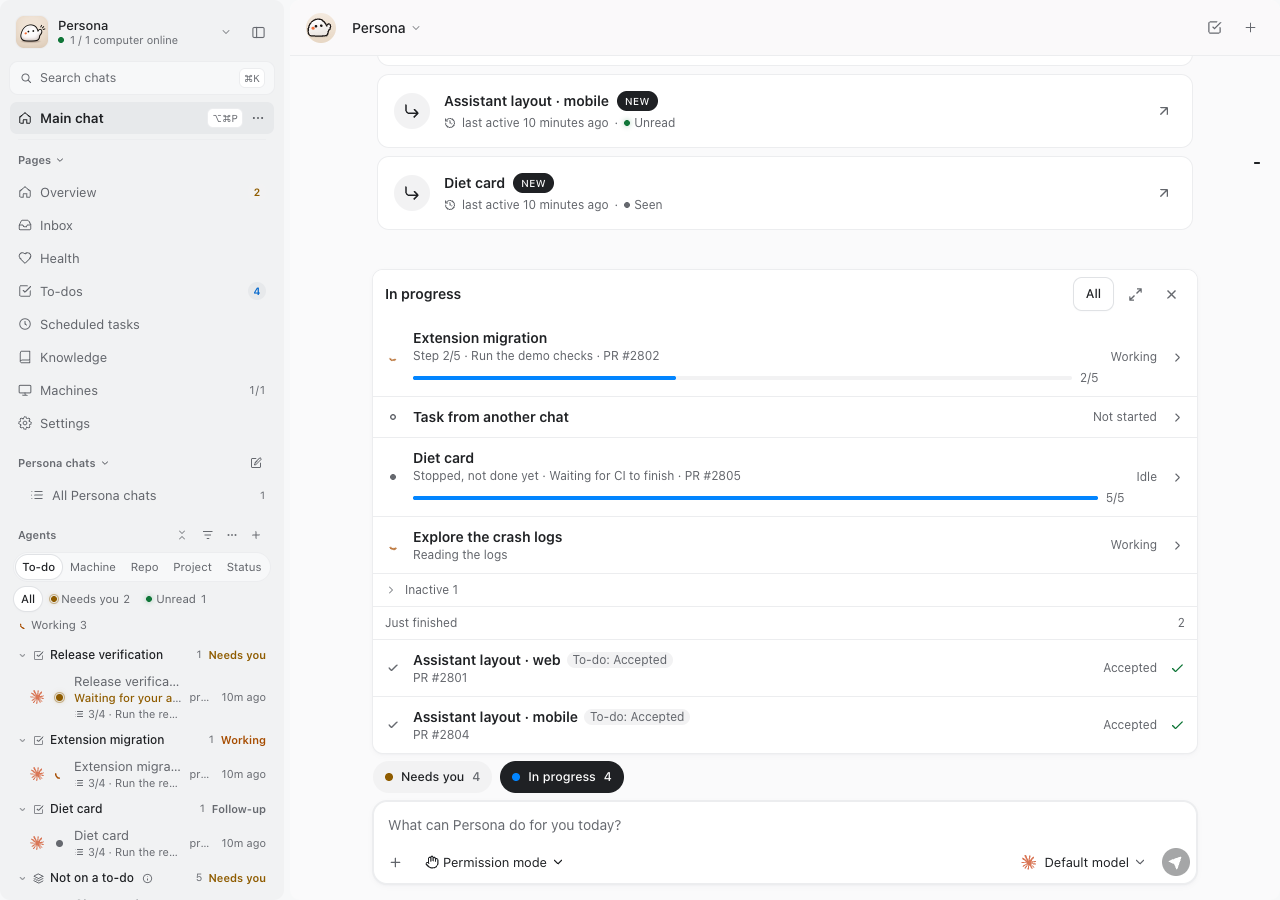 Persona
1 / 1 computer online
Search chats
⌘K
Main chat
⌥⌘P
Pages
Overview
2
Inbox
Health
To-dos
4
Scheduled tasks
Knowledge
Machines
1/1
Settings
Persona chats
All Persona chats
1
Agents
To-do Machine Repo Project Status
All Needs you 2 Unread 1
Working 3
Release verification 1 Needs you
Release verifica...
Waiting for your a... pr... 10m ago
3/4 · Run the re...
Extension migration 1 Working
Extension migra... pr... 10m ago
3/4 · Run the re...
Diet card 1 Follow-up
Diet card pr... 10m ago
3/4 · Run the re...
Not on a to-do 5 Needs you
Persona
Assistant layout · mobile NEW
last active 10 minutes ago · Unread
Diet card NEW
last active 10 minutes ago · Seen
In progress
All
Extension migration
Step 2/5 · Run the demo checks · PR #2802
Working
2/5
Task from another chat
Not started
Diet card
Stopped, not done yet · Waiting for CI to finish · PR #2805
Idle
5/5
Explore the crash logs
Reading the logs
Working
Inactive 1
Just finished
2
Assistant layout · web To-do: Accepted
PR #2801
Accepted
Assistant layout · mobile To-do: Accepted
PR #2804
Accepted
Needs you 4
In progress 4
What can Persona do for you today?
Permission mode
Default model